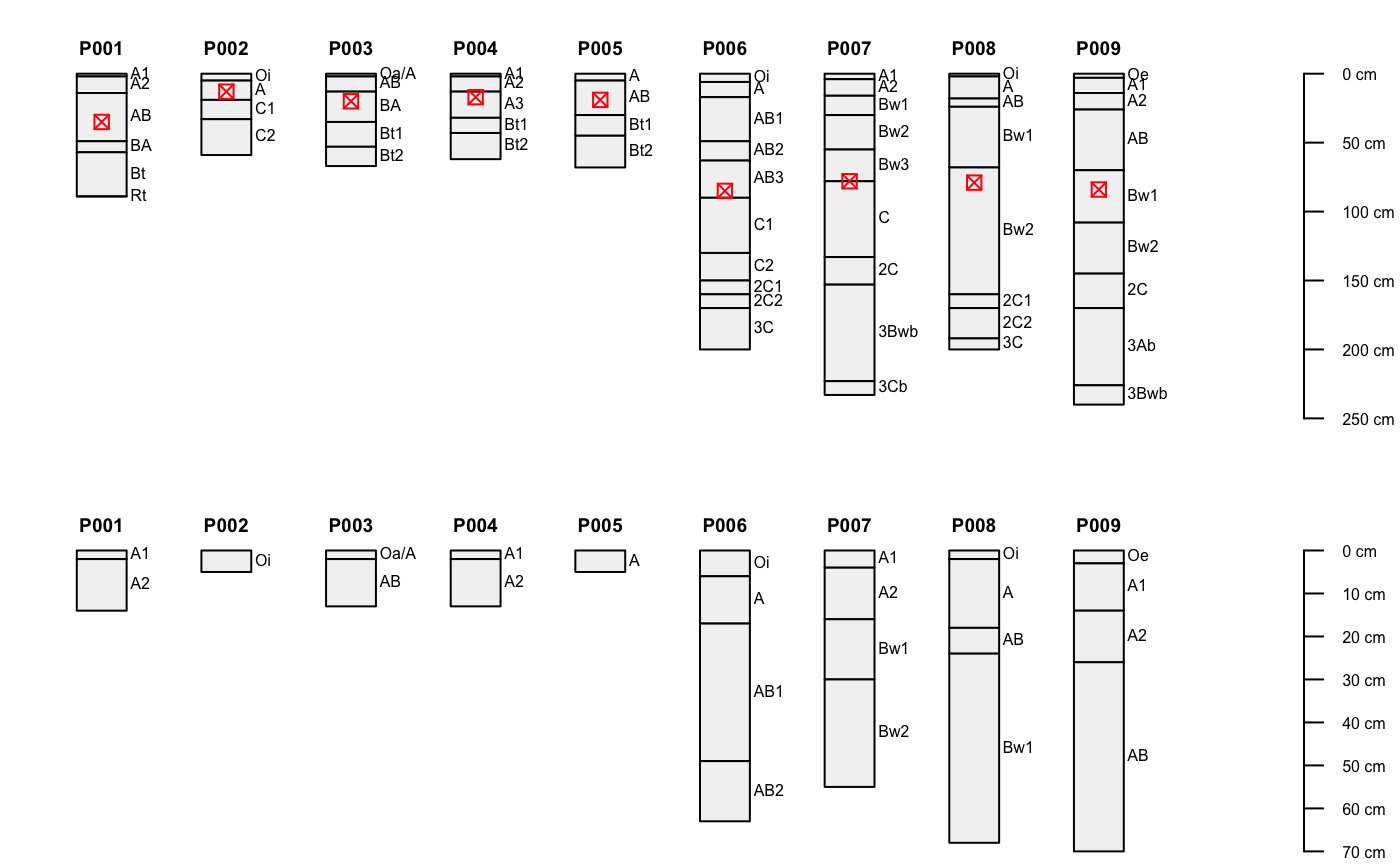 P001 P002 P003 P004 P005 P006 P007 P008 P009
A1
A2
AB
BA
Bt
Rt
Oi
A
C1
C2
Oa/A
AB
BA
Bt1
Bt2
A1
A2
A3
Bt1
Bt2
A
AB
Bt1
Bt2
Oi
A
AB1
AB2
AB3
C1
C2
2C1
2C2
3C
A1
A2
Bw1
Bw2
Bw3
C
2C
3Bwb
3Cb
Oi
A
AB
Bw1
Bw2
2C1
2C2
3C
Oe
A1
A2
AB
Bw1
Bw2
2C
3Ab
3Bwb
0 cm
50 cm
100 cm
150 cm
200 cm
250 cm
P001 P002 P003 P004 P005 P006 P007 P008 P009
A1
A2
Oi
Oa/A
AB
A1
A2
A
Oi
A
AB1
AB2
A1
A2
Bw1
Bw2
Oi
A
AB
Bw1
Oe
A1
A2
AB
0 cm
10 cm
20 cm
30 cm
40 cm
50 cm
60 cm
70 cm